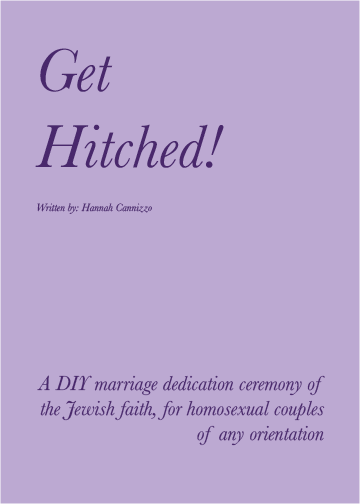 Get
Hitched!
Written by: Hannah Cannizzo
A DIY marriage dedication ceremony of
the Jewish faith, for homosexual couples
of any orientation